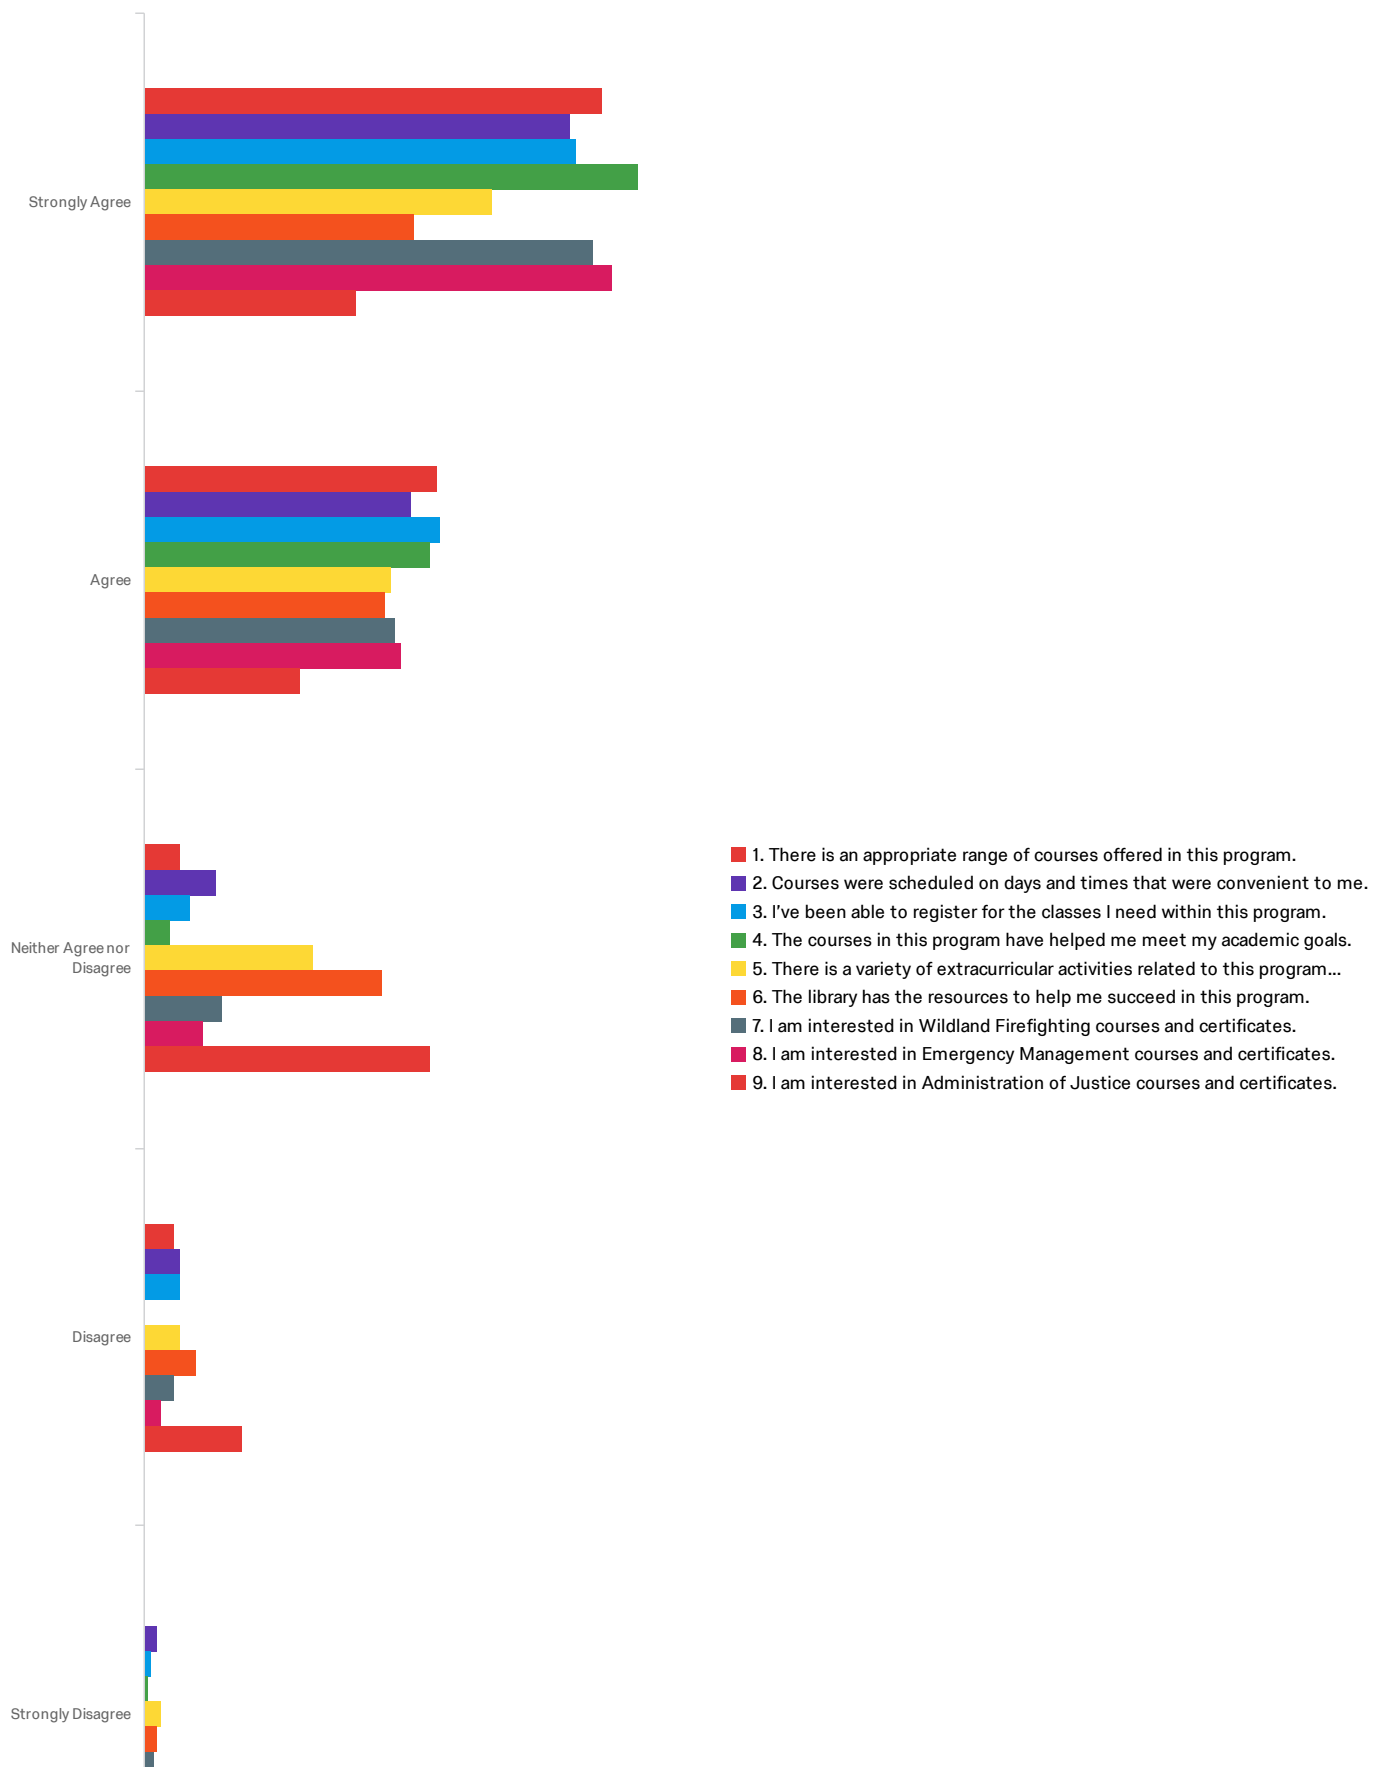 Strongly Agree
Agree
Neither Agree nor
Disagree
Disagree
Strongly Disagree
1. There is an appropriate range of courses offered in this program.
2. Courses were scheduled on days and times that were convenient to me.
3. I've been able to register for the classes I need within this program.
4. The courses in this program have helped me meet my academic goals.
5. There is a variety of extracurricular activities related to this program...
6. The library has the resources to help me succeed in this program.
7. I am interested in Wildland Firefighting courses and certificates.
8. I am interested in Emergency Management courses and certificates.
9. I am interested in Administration of Justice courses and certificates.